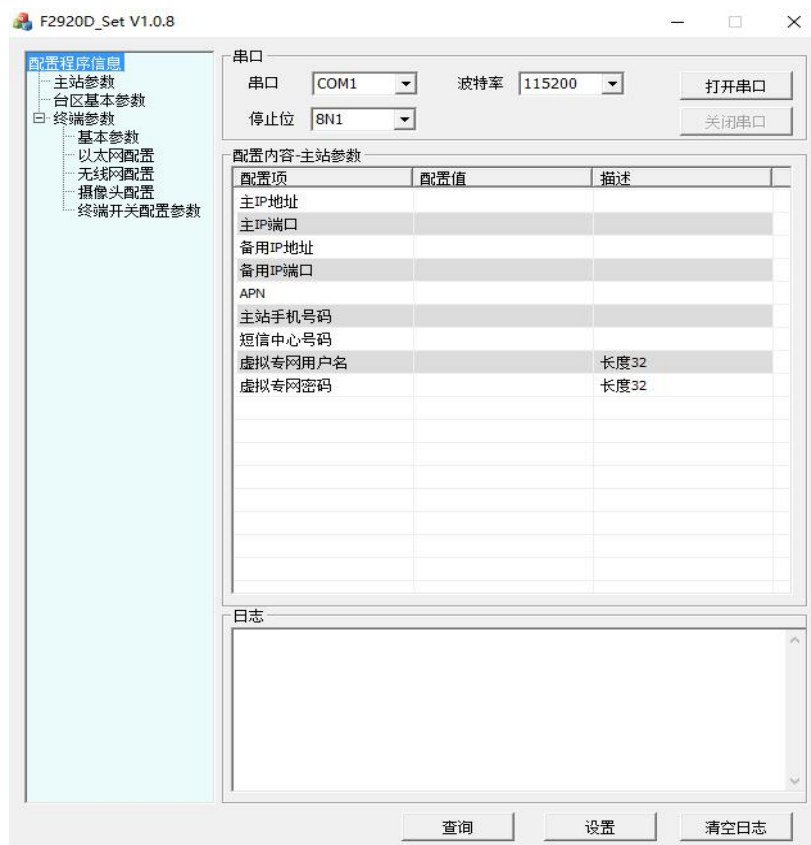 F2920D_Set V1.0.8
配置程序信息
主站参数
台区基本参数
终端参数
基本参数
以太网配置
无线网配置
摄像头配置
终端开关配置参数
串口
串口 COM1 波特率 115200 打开串口
停止位 8N1 关闭串口
配置内容-主站参数
配置项 配置值 描述
主IP地址
主IP端口
备用IP地址
备用IP端口
APN
主站手机号码
短信中心号码
虚拟专网用户名 长度32
虚拟专网密码 长度32
日志
查询 设置 清空日志